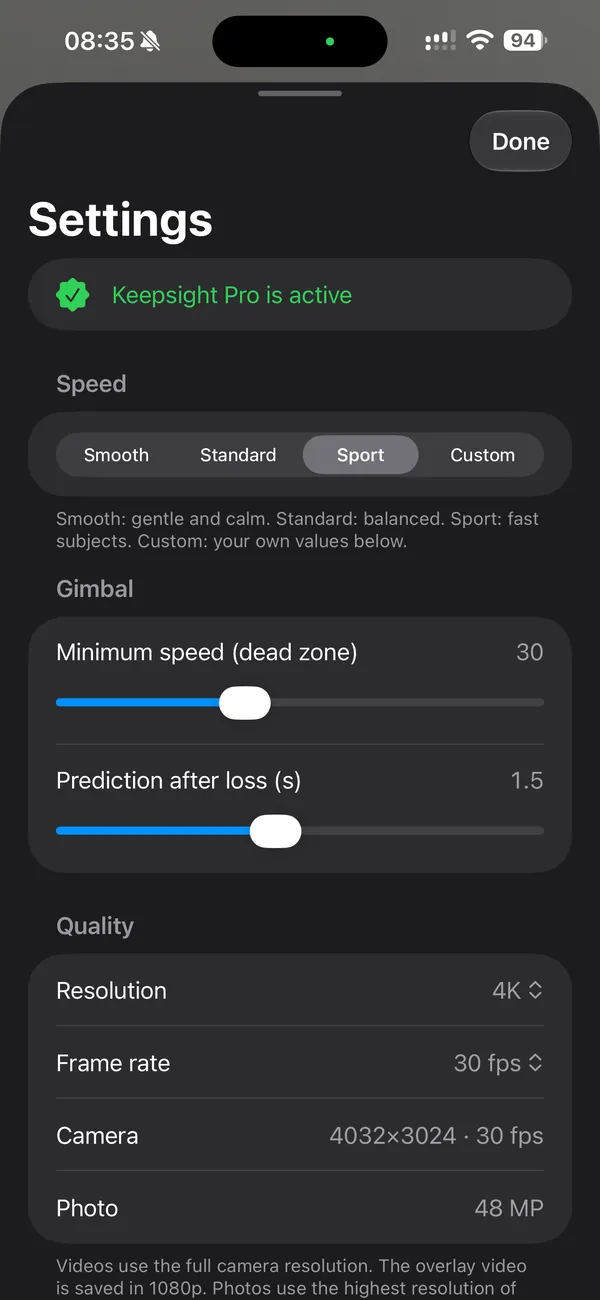 08:35
94
Done
Settings
Keepsight Pro is active
Speed
Smooth Standard Sport Custom
Smooth: gentle and calm. Standard: balanced. Sport: fast
subjects. Custom: your own values below.
Gimbal
Minimum speed (dead zone) 30
Prediction after loss (s) 1.5
Quality
Resolution 4K
Frame rate 30 fps
Camera 4032×3024 · 30 fps
Photo 48 MP
Videos use the full camera resolution. The overlay video
is saved in 1080p. Photos use the highest resolution of